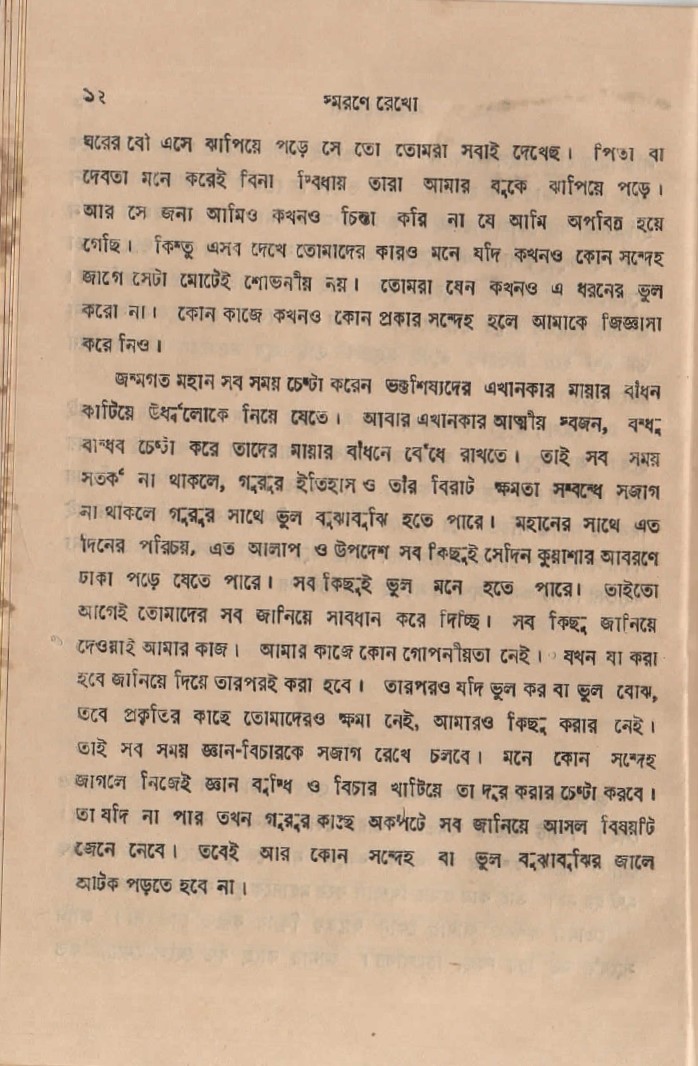 ১২
স্মরণে রেখো
ঘরের বৌ এসে ঝাপিয়ে পড়ে সে তো তোমরা সবাই দেখেছ। পিতা বা
দেবতা মনে করেই বিনা দ্বিধায় তারা আমার বুকে ঝাপিয়ে পড়ে।
আর সে জন্য আমিও কখনও চিন্তা করি না যে আমি অপবিত্র হয়ে
গেছি। কিন্তু এসব দেখে তোমাদের কারও মনে যদি কখনও কোন সন্দেহ
জাগে সেটা মোটেই শোভনীয় নয়। তোমরা যেন কখনও এ ধরনের ভুল
করো না। কোন কাজে কখনও কোন প্রকার সন্দেহ হলে আমাকে জিজ্ঞাসা
করে নিও।
জন্মগত মহান সব সময় চেষ্টা করেন ভক্তশিষ্যদের এখানকার মায়ার বাঁধন
কাটিয়ে ঊর্ধ্বলোকে নিয়ে যেতে। আবার এখানকার আত্মীয় স্বজন, বন্ধু
বান্ধব চেষ্টা করে তাদের মায়ার বাঁধনে বেঁধে রাখতে। তাই সব সময়
সতর্ক না থাকলে, গুরুর ইতিহাস ও তাঁর বিরাট ক্ষমতা সম্বন্ধে সজাগ
না থাকলে গুরুর সাথে ভুল বুঝাবুঝি হতে পারে। মহানের সাথে এত
দিনের পরিচয়, এত আলাপ ও উপদেশ সব কিছুই সেদিন কুয়াশার আবরণে
ঢাকা পড়ে যেতে পারে। সব কিছুই ভুল মনে হতে পারে। তাইতো
আগেই তোমাদের সব জানিয়ে সাবধান করে দিচ্ছি। সব কিছু জানিয়ে
দেওয়াই আমার কাজ। আমার কাজে কোন গোপনীয়তা নেই। যখন যা করা
হবে জানিয়ে দিয়ে তারপরই করা হবে। তারপরও যদি ভুল কর বা ভুল বোঝ,
তবে প্রকৃতির কাছে তোমাদেরও ক্ষমা নেই, আমারও কিছু করার নেই।
তাই সব সময় জ্ঞান-বিচারকে সজাগ রেখে চলবে। মনে কোন সন্দেহ
জাগলে নিজেই জ্ঞান বুদ্ধি ও বিচার খাটিয়ে তা দূর করার চেষ্টা করবে।
তা যদি না পার তখন গুরুর কাছে অকপটে সব জানিয়ে আসল বিষয়টি
জেনে নেবে। তবেই আর কোন সন্দেহ বা ভুল বুঝাবুঝির জালে
আটক পড়তে হবে না।